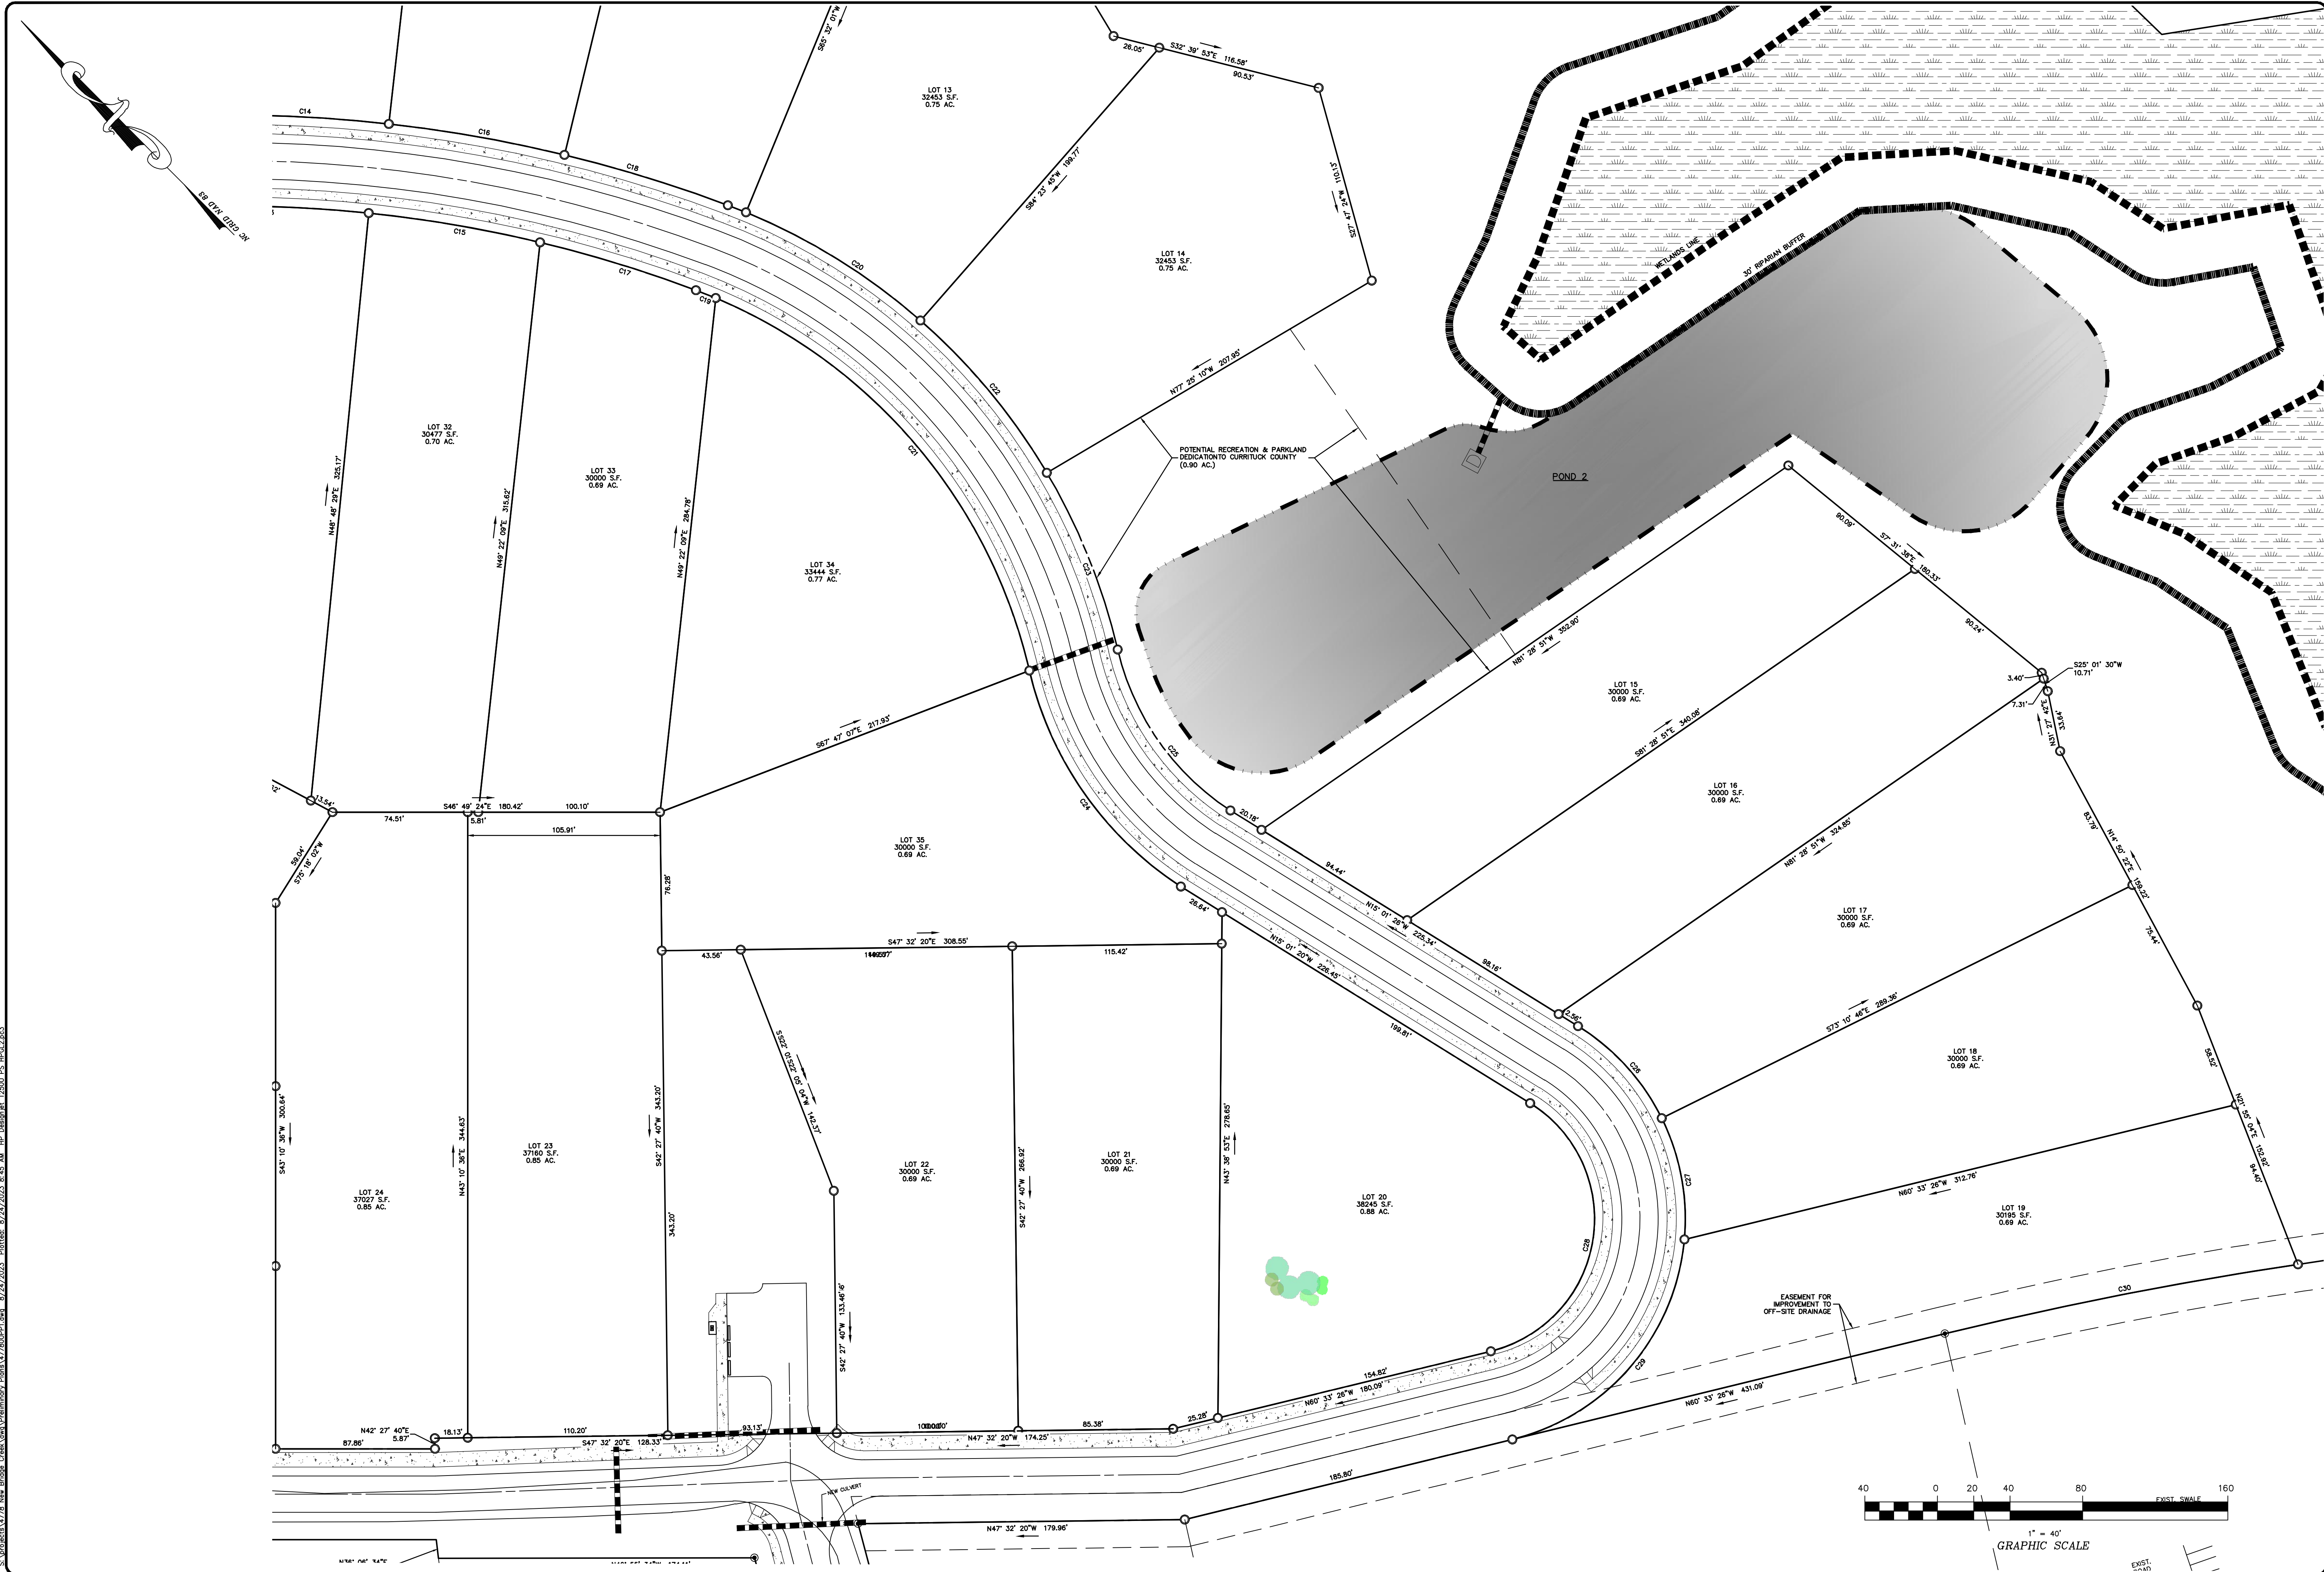 NC GRID NAD 83
C14
C16
C18
C20
C22
C23
C25
C15
C17
C19
C21
C24
C26
C27
C28
C29
C30
S65° 32' 01"W
26.05'
S32° 39' 53"E 116.58'
90.53'
LOT 13
32453 S.F.
0.75 AC.
S84° 23' 45"W 199.77'
S27° 47' 24"W 110.13'
LOT 14
32453 S.F.
0.75 AC.
N77° 25' 10"W 207.95'
WETLANDS LINE
30' RIPARIAN BUFFER
POTENTIAL RECREATION & PARKLAND
DEDICATIONTO CURRITUCK COUNTY
(0.90 AC.)
POND 2
D
LOT 32
30477 S.F.
0.70 AC.
N48° 48' 29"E 325.17'
LOT 33
30000 S.F.
0.69 AC.
N49° 22' 09"E 315.62'
N49° 22' 09"E 284.78'
LOT 34
33444 S.F.
0.77 AC.
S67° 47' 07"E 217.93'
90.09'
S7° 31' 38"E 180.33'
90.24'
N81° 28' 51"W 352.90'
LOT 15
30000 S.F.
0.69 AC.
S81° 28' 51"E 340.08'
S25° 01' 30"W
10.71'
3.40'
7.31'
N31° 27' 42"E
33.64'
LOT 16
30000 S.F.
0.69 AC.
N81° 28' 51"W 324.85'
83.79'
N14° 50' 22"E 159.22'
75.44'
13.54'
S46° 49' 24"E 180.42'
100.10'
74.51'
5.81'
105.91'
59.04'
S75° 18' 02"W
LOT 35
30000 S.F.
0.69 AC.
76.28'
20.18'
94.44'
N15° 01' 26"W 225.34'
98.16'
26.64'
N15° 01' 20"W 226.45'
199.81'
S47° 32' 20"E 308.55'
43.56'
115.42'
LOT 17
30000 S.F.
0.69 AC.
S73° 10' 46"E 289.36'
LOT 18
30000 S.F.
0.69 AC.
58.52'
N21° 55' 04"E 152.92'
94.40'
N60° 33' 26"W 312.76'
LOT 19
30195 S.F.
0.69 AC.
S43° 10' 36"W 300.64'
N43° 10' 36"E 344.63'
LOT 24
37027 S.F.
0.85 AC.
LOT 23
37160 S.F.
0.85 AC.
S42° 27' 40"W 343.20'
343.20'
S22° 05' 04"W 142.37'
LOT 22
30000 S.F.
0.69 AC.
S42° 27' 40"W 266.92'
LOT 21
30000 S.F.
0.69 AC.
N43° 38' 53"E 278.65'
LOT 20
38245 S.F.
0.88 AC.
S42° 27' 40"W 133.46'
EASEMENT FOR
IMPROVEMENT TO
OFF-SITE DRAINAGE
154.82'
N60° 33' 26"W 180.09'
25.28'
N60° 33' 26"W 431.09'
N42° 27' 40"E
5.87'
18.13'
87.86'
110.20'
S47° 32' 20"E 128.33'
93.13'
85.38'
N47° 32' 20"W 174.25'
NEW CULVERT
185.80'
N47° 32' 20"W 179.96'
N36° 06' 34"E
40 0 20 40 80 160
EXIST. SWALE
1" = 40'
GRAPHIC SCALE
EXIST.
ROAD